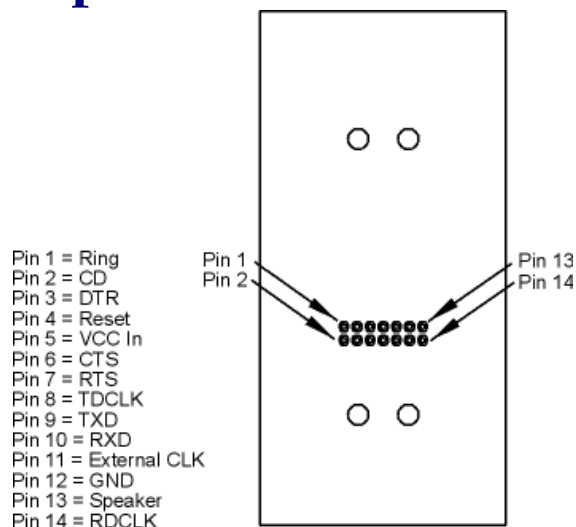 Pin 1 = Ring
Pin 2 = CD
Pin 3 = DTR
Pin 4 = Reset
Pin 5 = VCC In
Pin 6 = CTS
Pin 7 = RTS
Pin 8 = TDCLK
Pin 9 = TXD
Pin 10 = RXD
Pin 11 = External CLK
Pin 12 = GND
Pin 13 = Speaker
Pin 14 = RDCLK
Pin 1
Pin 2
Pin 13
Pin 14